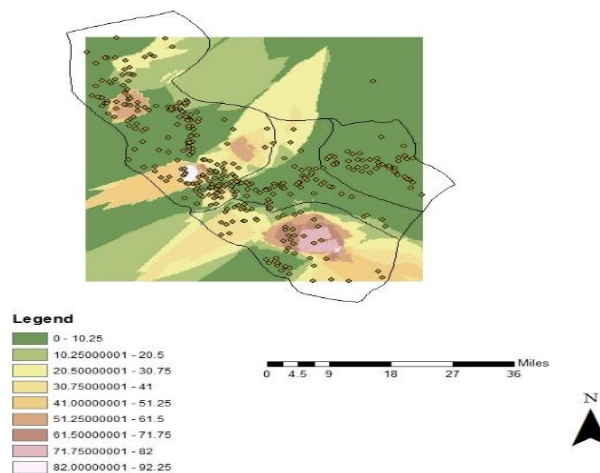 Legend
0 - 10.25
10.25000001 - 20.5
20.50000001 - 30.75
30.75000001 - 41
41.00000001 - 51.25
51.25000001 - 61.5
61.50000001 - 71.75
71.75000001 - 82
82.00000001 - 92.25
Miles
0 4.5 9 18 27 36
N